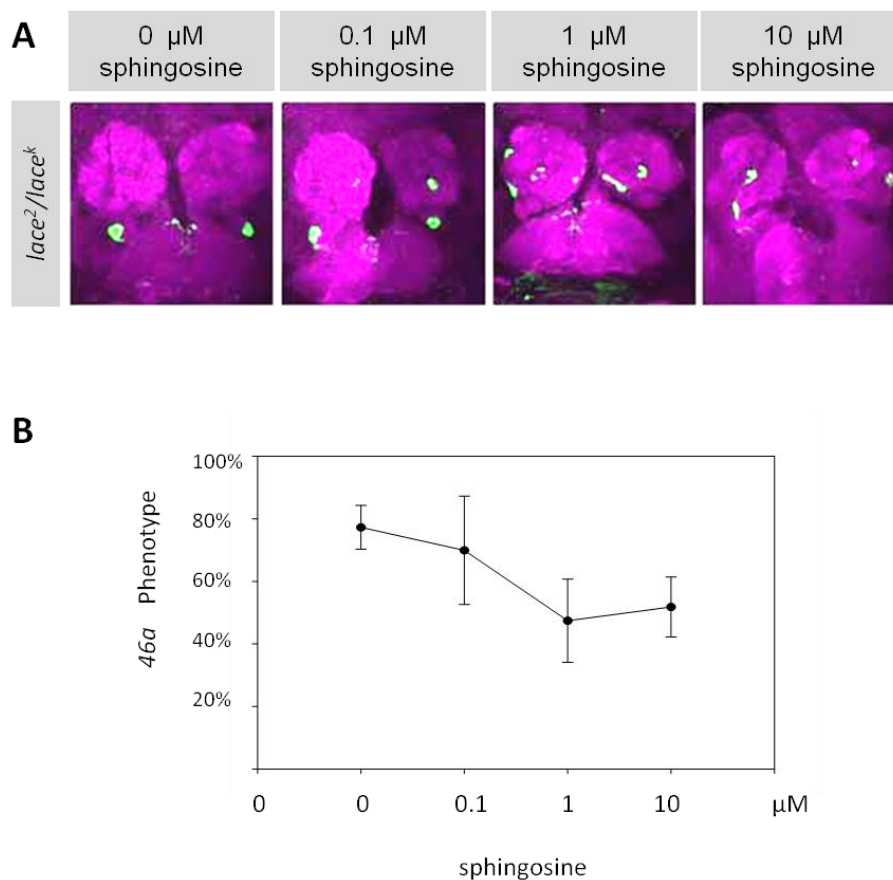 A
0 µM
sphingosine
0.1 µM
sphingosine
1 µM
sphingosine
10 µM
sphingosine
lace²/laceᵏ
B
100%
80%
60%
40%
20%
46a Phenotype
0
0
0.1
1
10
µM
sphingosine